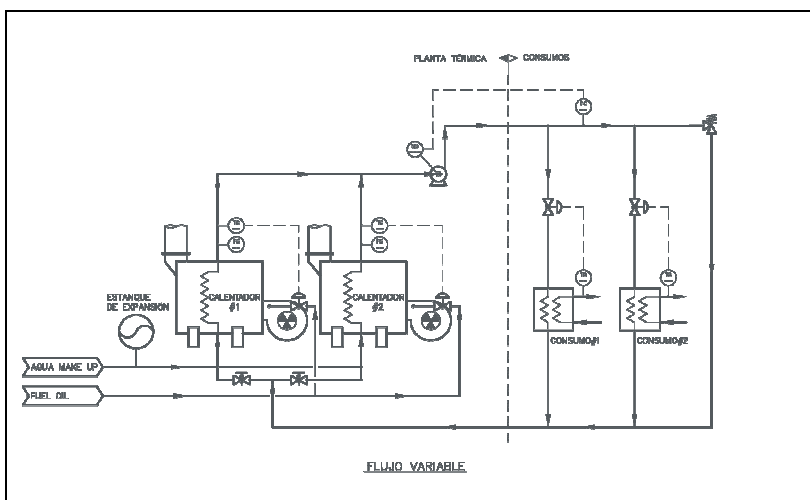 PLANTA TÉRMICA
CONSUMOS
CALENTADOR
#1
CALENTADOR
#2
ESTANQUE
DE EXPANSIÓN
AGUA MAKE UP
FUEL OIL
CONSUMO#1
CONSUMO#2
FLUJO VARIABLE